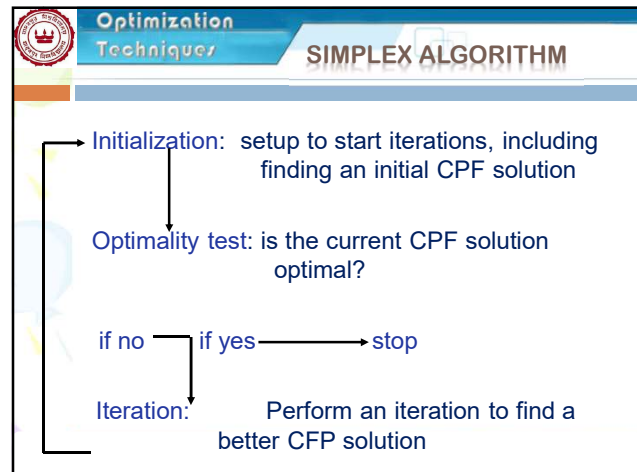 Optimization
Techniques
SIMPLEX ALGORITHM
Initialization: setup to start iterations, including
finding an initial CPF solution
Optimality test: is the current CPF solution
optimal?
if no if yes stop
Iteration: Perform an iteration to find a
better CFP solution